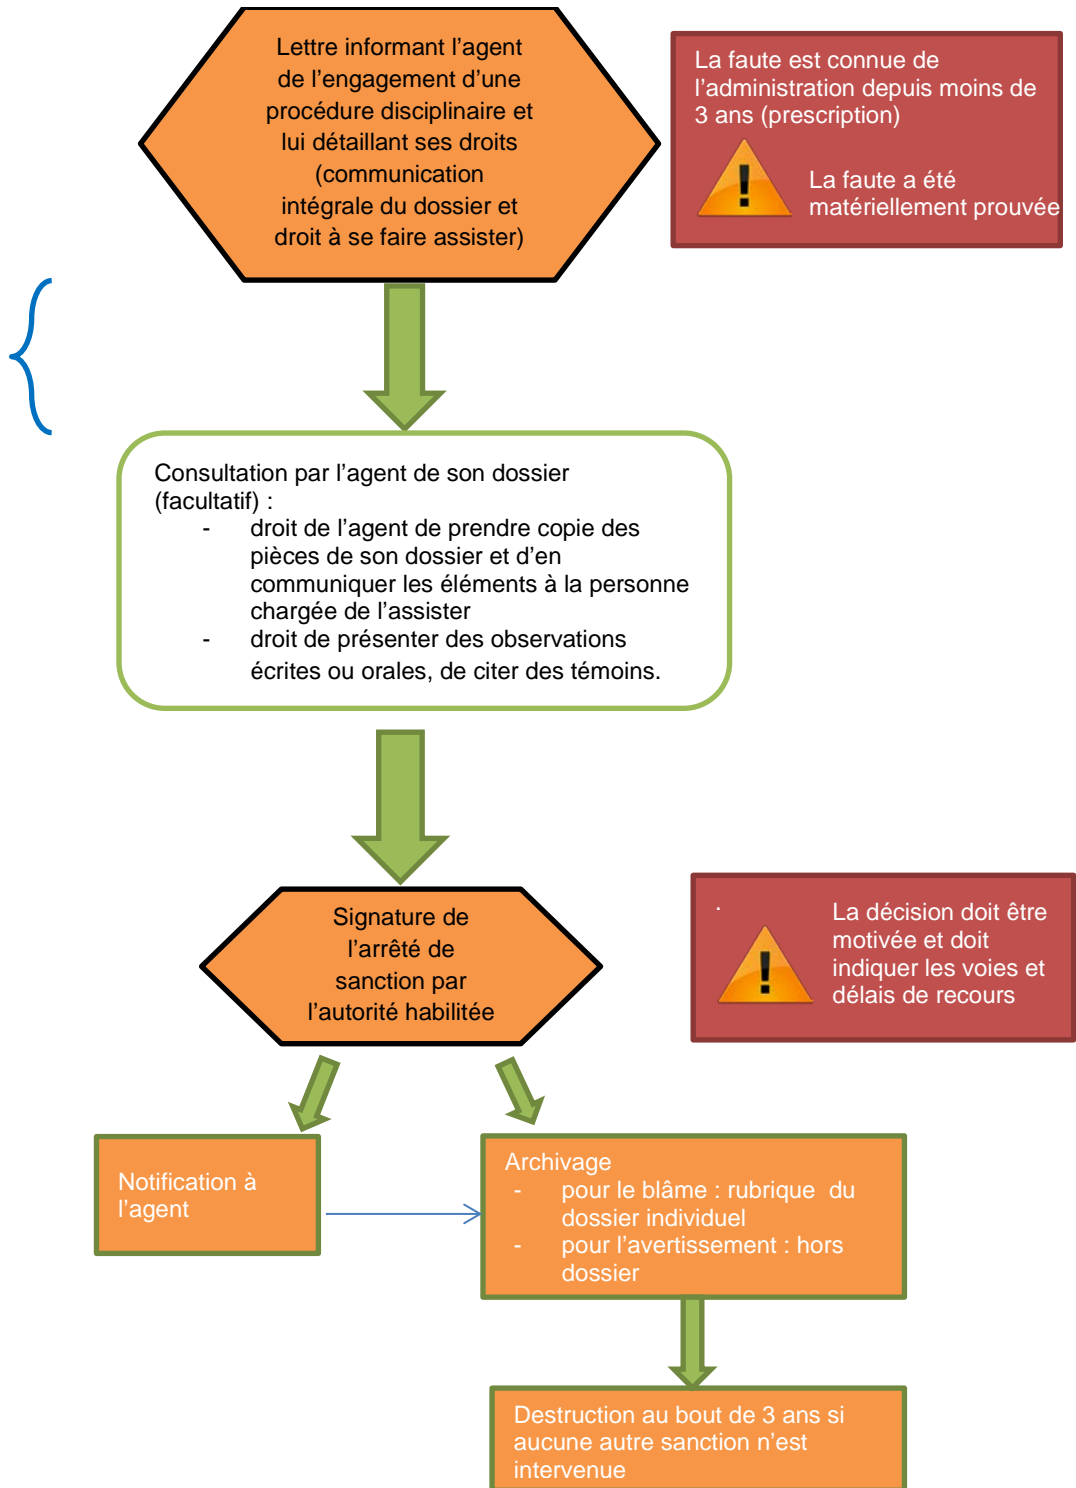 Lettre informant l’agent
de l’engagement d’une
procédure disciplinaire et
lui détaillant ses droits
(communication
intégrale du dossier et
droit à se faire assister)
La faute est connue de
l’administration depuis moins de
3 ans (prescription)
La faute a été
matériellement prouvée
Consultation par l’agent de son dossier
(facultatif) :
- droit de l’agent de prendre copie des
pièces de son dossier et d’en
communiquer les éléments à la personne
chargée de l’assister
- droit de présenter des observations
écrites ou orales, de citer des témoins.
Signature de
l’arrêté de
sanction par
l’autorité habilitée
.
La décision doit être
motivée et doit
indiquer les voies et
délais de recours
Notification à
l’agent
Archivage
- pour le blâme : rubrique du
dossier individuel
- pour l’avertissement : hors
dossier
Destruction au bout de 3 ans si
aucune autre sanction n’est
intervenue